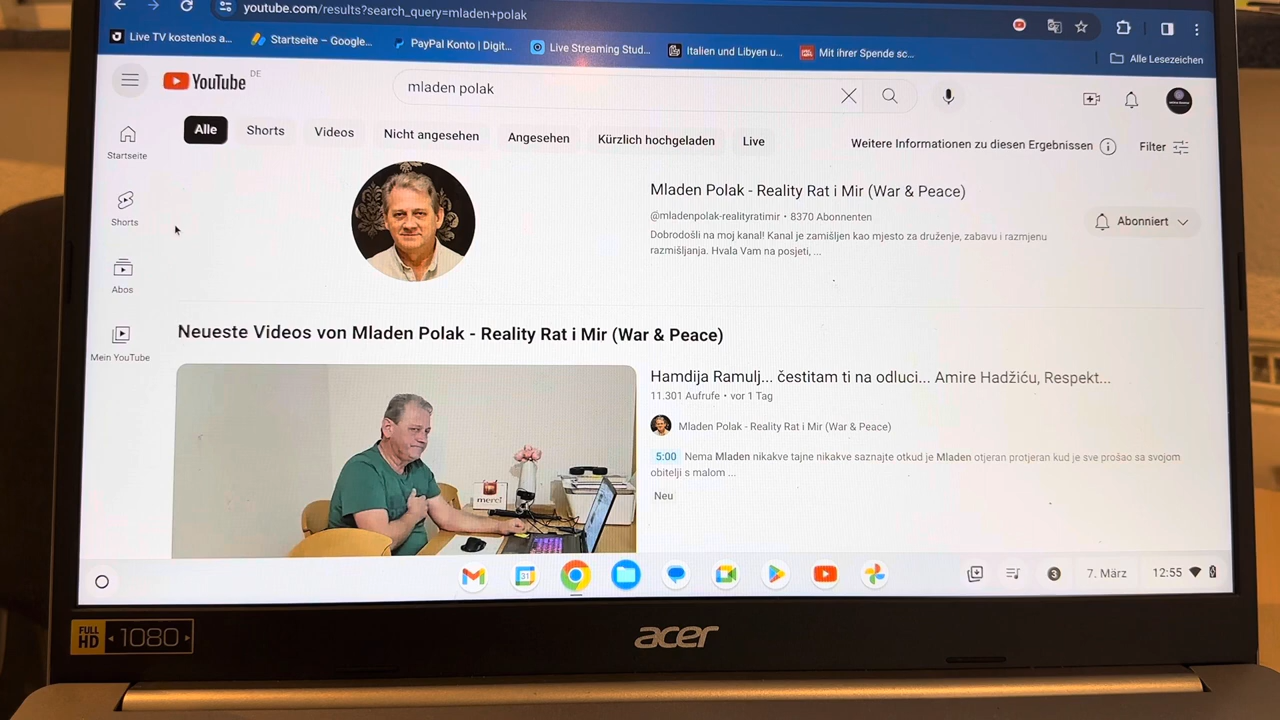 youtube.com/results?search_query=mladen+polak
Live TV kostenlos a...
Startseite – Google...
PayPal Konto | Digit...
Live Streaming Stud...
Italien und Libyen u...
Mit ihrer Spende sc...
Alle Lesezeichen
YouTube DE
mladen polak
Alle
Shorts
Videos
Nicht angesehen
Angesehen
Kürzlich hochgeladen
Live
Weitere Informationen zu diesen Ergebnissen
Filter
Startseite
Shorts
Abos
Mein YouTube
Mladen Polak - Reality Rat i Mir (War & Peace)
@mladenpolak-realityratimir • 8370 Abonnenten
Dobrodošli na moj kanal! Kanal je zamišljen kao mjesto za druženje, zabavu i razmjenu
razmišljanja. Hvala Vam na posjeti, ...
Abonniert
Neueste Videos von Mladen Polak - Reality Rat i Mir (War & Peace)
merci
Hamdija Ramulj... čestitam ti na odluci... Amire Hadžiću, Respekt...
11.301 Aufrufe • vor 1 Tag
Mladen Polak - Reality Rat i Mir (War & Peace)
5:00 Nema Mladen nikakve tajne nikakve saznajte otkud je Mladen otjeran protjeran kud je sve prošao sa svojom
obitelji s malom ...
Neu
31
3
7. März
12:55
FULL HD 1080
acer